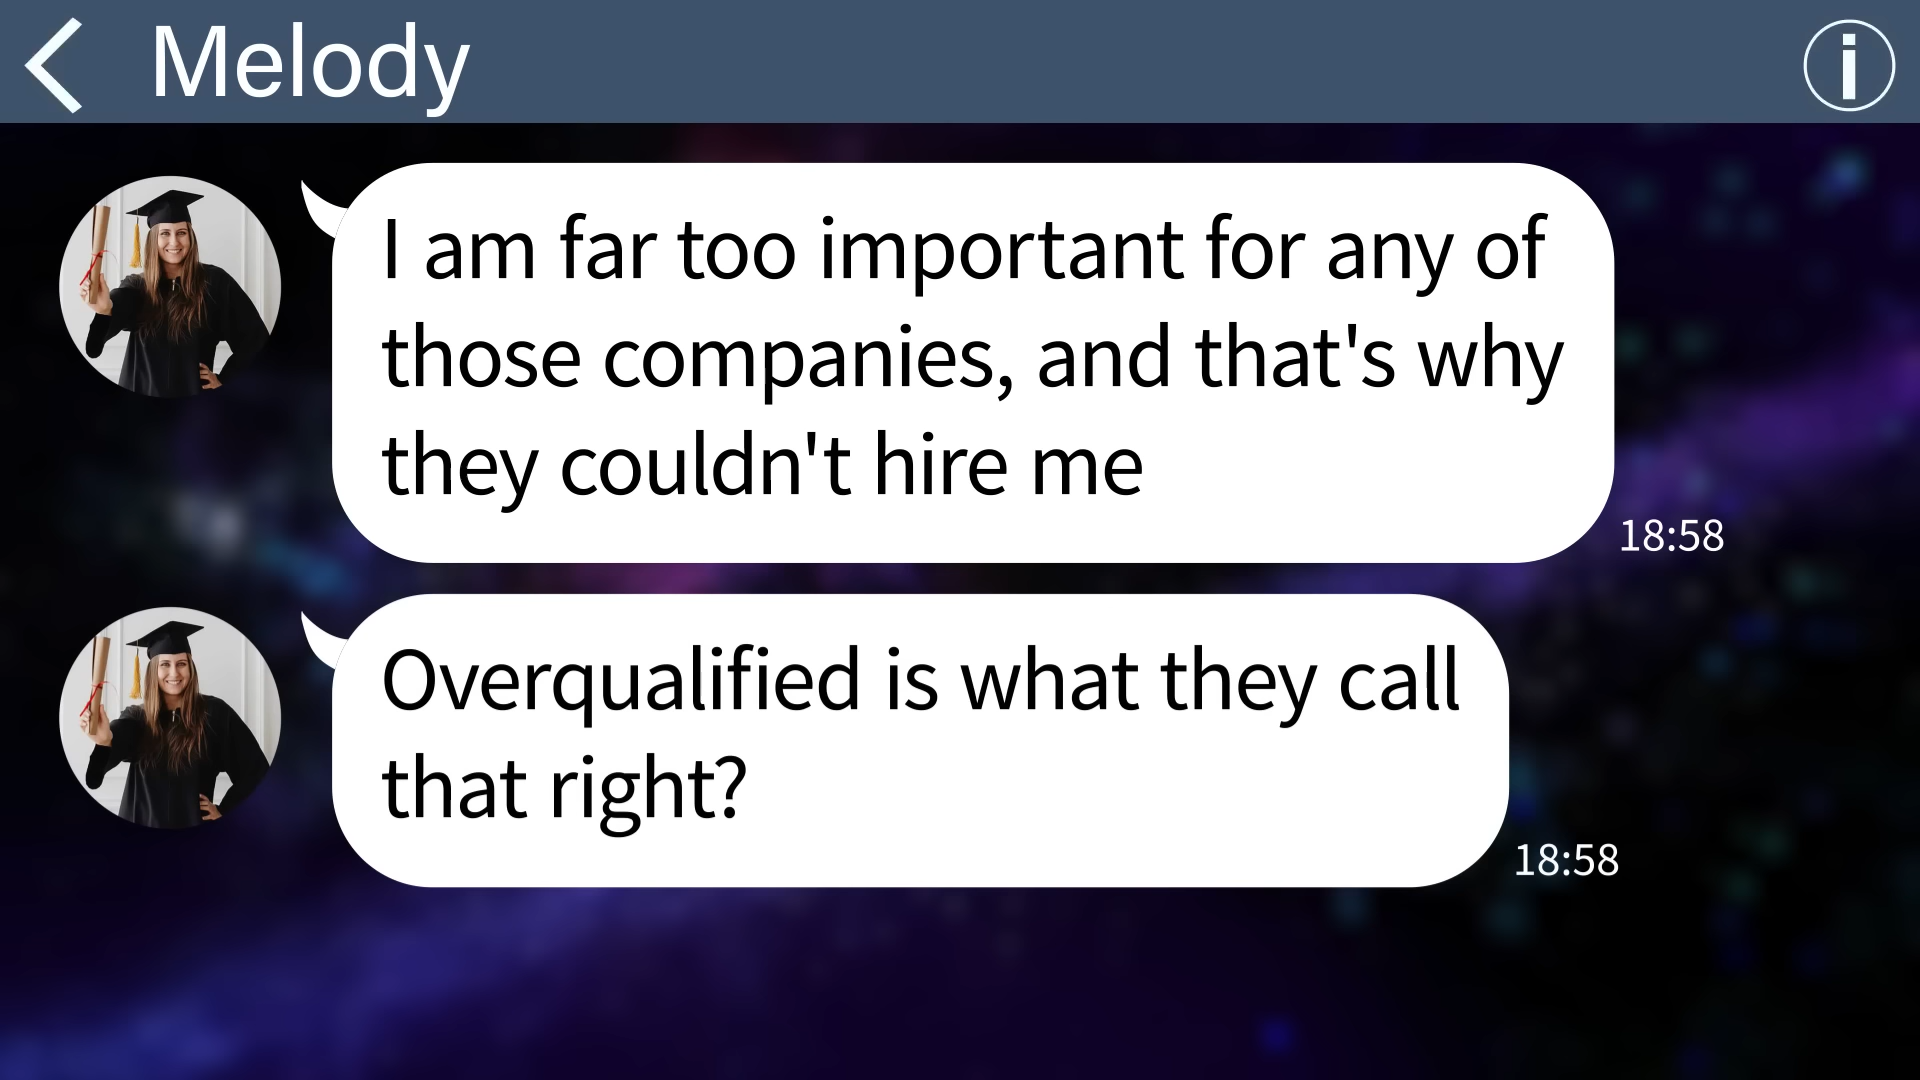 Melody
I am far too important for any of
those companies, and that's why
they couldn't hire me
18:58
Overqualified is what they call
that right?
18:58